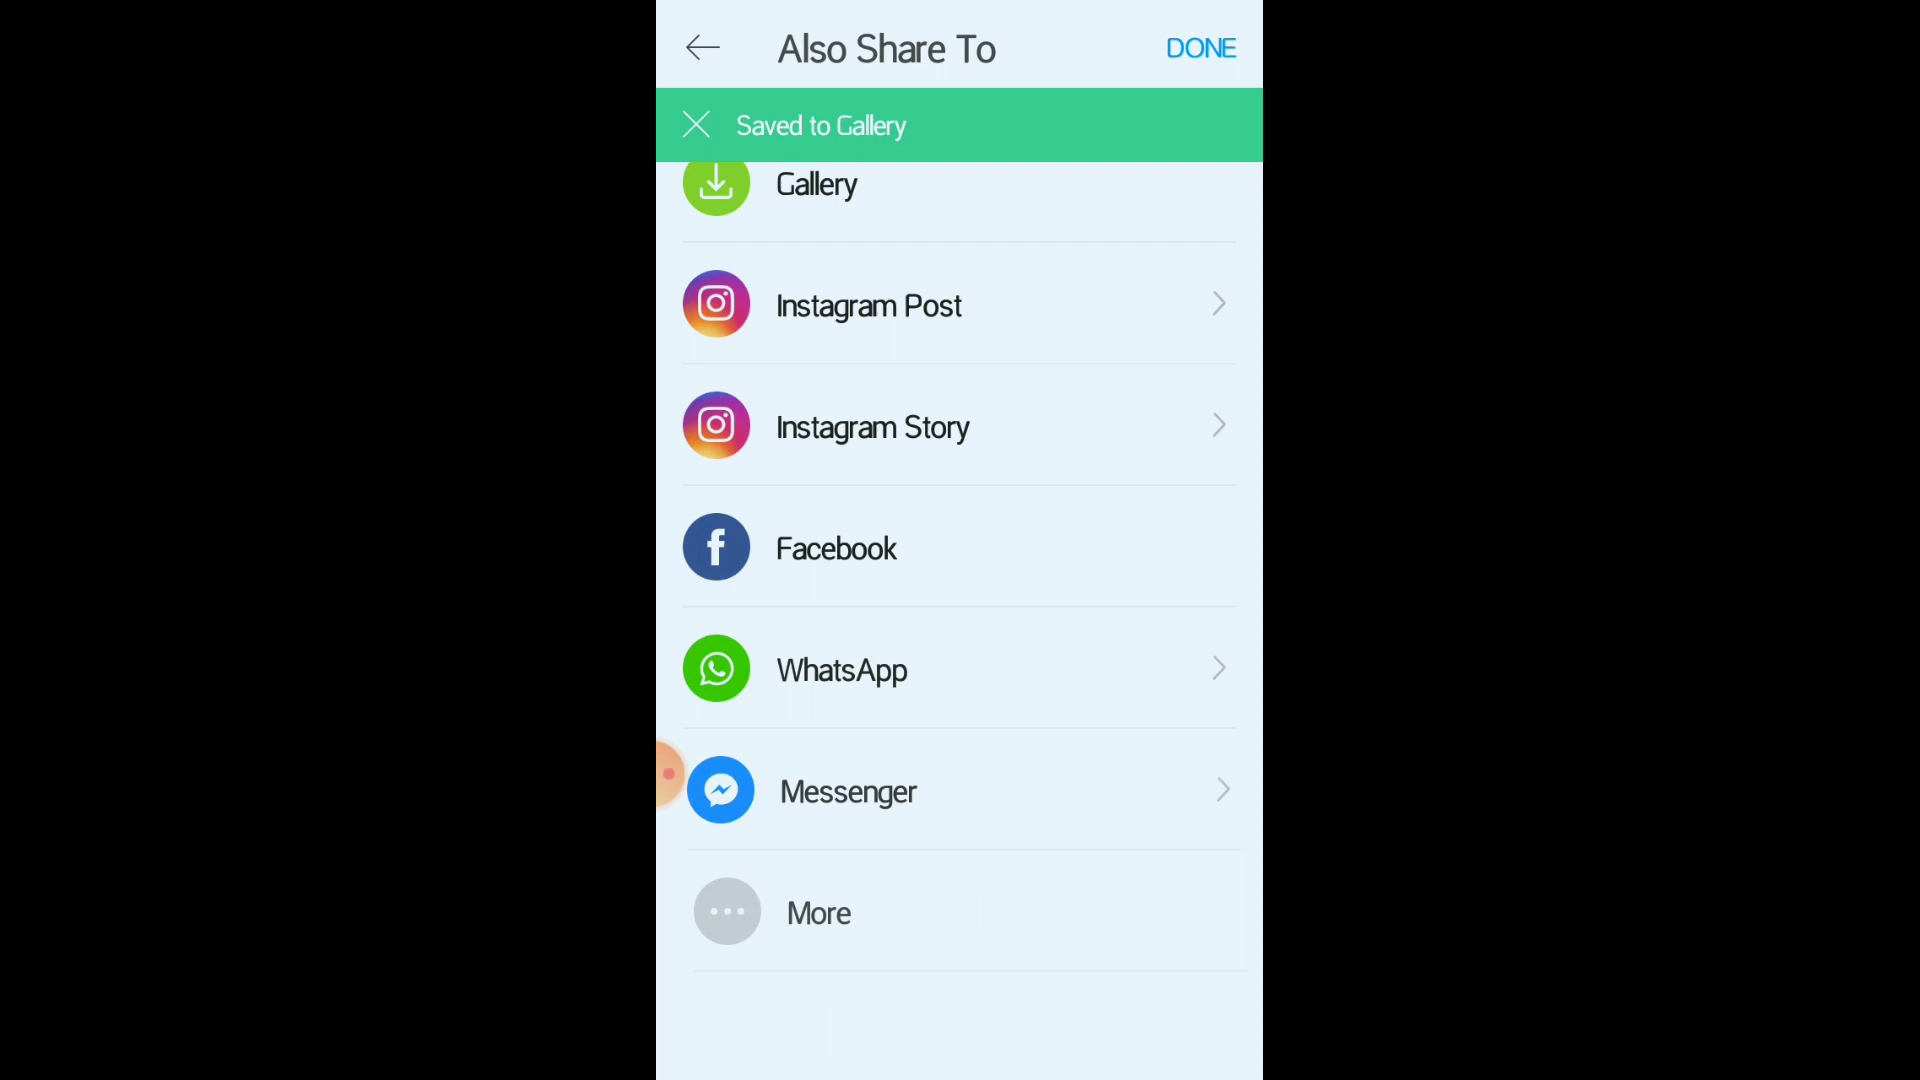 Also Share To
DONE
Saved to Gallery
Gallery
Instagram Post
Instagram Story
Facebook
WhatsApp
Messenger
More